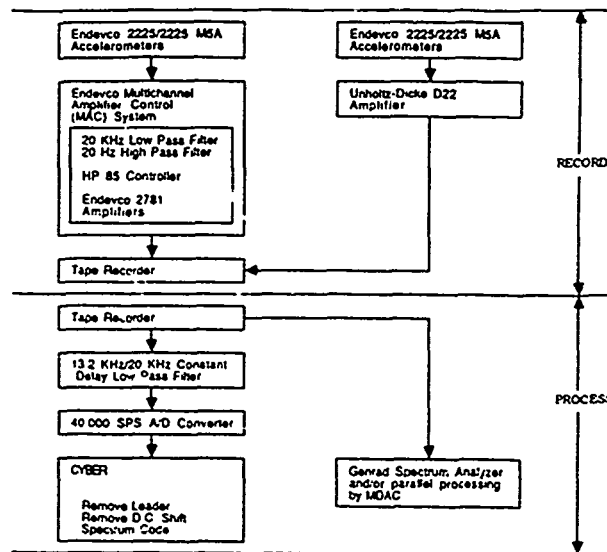 Endevco 2225/2225 M5A
Accelerometers
Endevco 2225/2225 M5A
Accelerometers
Endevco Multichannel
Amplifier Control
(MAC) System
20 KHz Low Pass Filter
20 Hz High Pass Filter
HP 85 Controller
Endevco 2781
Amplifiers
Unholtz-Dicke D22
Amplifier
RECORD
Tape Recorder
Tape Recorder
13.2 KHz/20 KHz Constant
Delay Low Pass Filter
PROCESS
40 000 SPS A/D Converter
CYBER
Remove Leader
Remove D.C. Shift
Spectrum Code
Genrad Spectrum Analyzer
and/or parallel processing
by MDAC